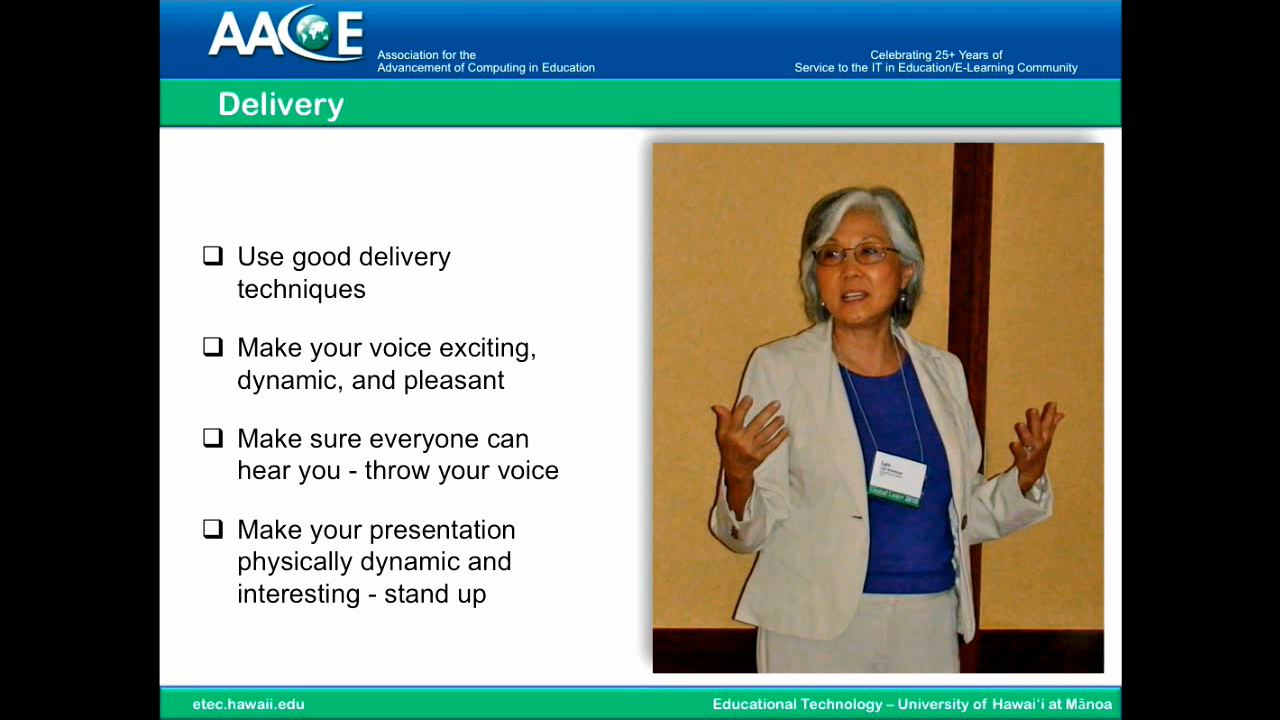 AACE
Association for the
Advancement of Computing in Education
Celebrating 25+ Years of
Service to the IT in Education/E-Learning Community
Delivery
Use good delivery
techniques
Make your voice exciting,
dynamic, and pleasant
Make sure everyone can
hear you - throw your voice
Make your presentation
physically dynamic and
interesting - stand up
Global Learn 2010
etec.hawaii.edu
Educational Technology – University of Hawaiʻi at Mānoa